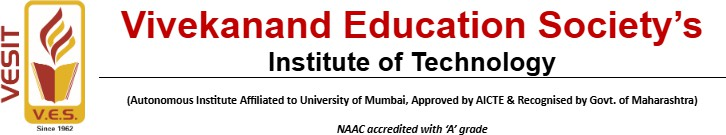 VESIT
V.E.S.
Since 1962
Vivekanand Education Society’s
Institute of Technology
(Autonomous Institute Affiliated to University of Mumbai, Approved by AICTE & Recognised by Govt. of Maharashtra)
NAAC accredited with ‘A’ grade